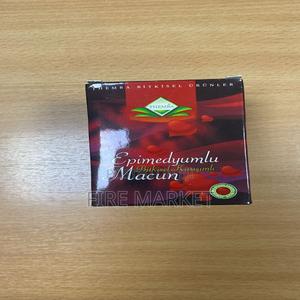 THEMRA BİTKİSEL ÜRÜNLER
THEMRA
Epimedyumlu
Bitkisel Karışımlı
Macun
FIRE MARKET